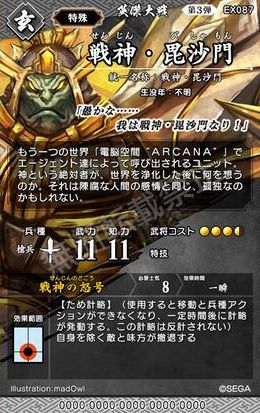 玄
特殊
英傑大戦
第3弾
EX087
せんじん
びしゃもん
戦神・毘沙門
統一名称:戦神・毘沙門
生没年:不明
「愚かな……
我は戦神・毘沙門なり!」
もう一つの世界「電脳空間“ARCANA”」で
エージェント達によって呼び出されるユニット。
神という絶対者が、世界を浄化した後に何を想う
のか。それは陳腐な人間の感情と同じ、孤独なの
かもしれない。
兵種
武力
知力
武将コスト
槍兵
11
11
特技
せんじんのどごう
戦神の怒号
必要士気
8
効果時間
一瞬
効果範囲
【ため計略】(使用すると移動と兵種アク
ションができなくなり、一定時間後に計略
が発動する。この計略は反射されない)
自身を除く敵と味方が撤退する
Illustration:madOwl
©SEGA
0000-0000-0000-0000-0000